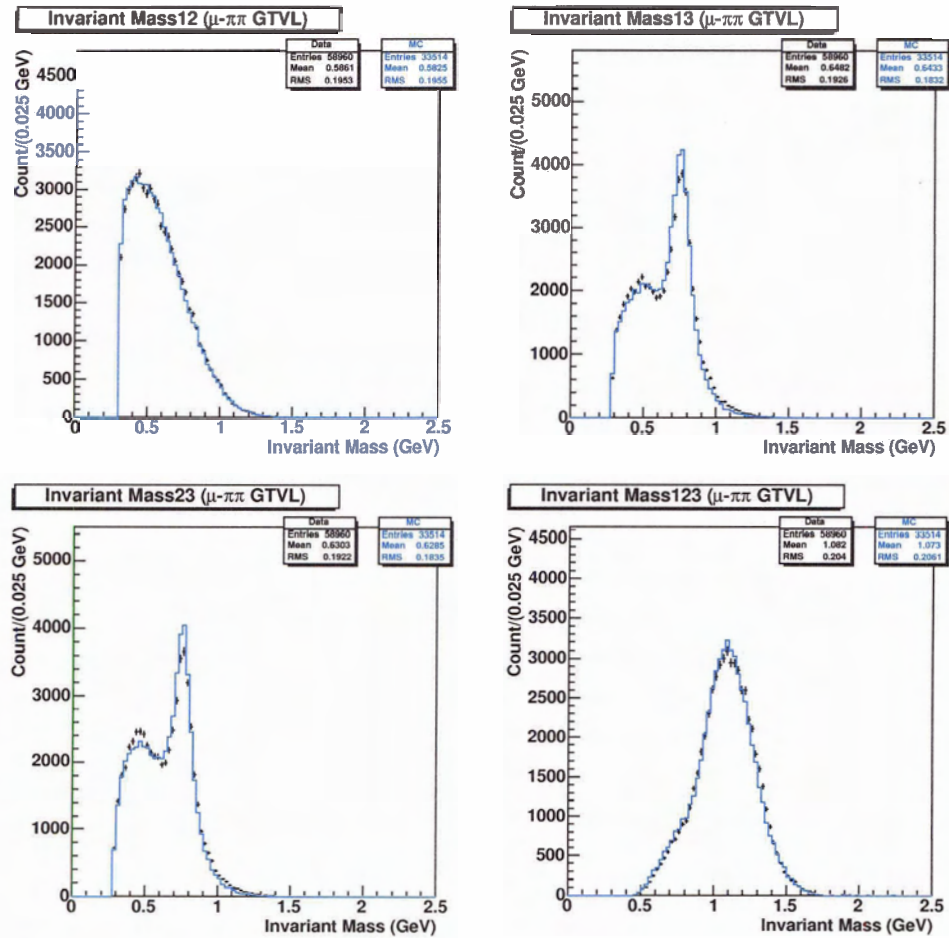 Invariant Mass12 (μ-ππ GTVL)
Data
Entries 58960
Mean 0.5861
RMS 0.1953
MC
Entries 33514
Mean 0.5825
RMS 0.1955
Count/(0.025 GeV)
4500
4000
3500
3000
2500
2000
1500
1000
500
0
0 0.5 1 1.5 2 2.5
Invariant Mass (GeV)
Invariant Mass13 (μ-ππ GTVL)
Data
Entries 58960
Mean 0.6482
RMS 0.1926
MC
Entries 33514
Mean 0.6433
RMS 0.1832
Count/(0.025 GeV)
5000
4000
3000
2000
1000
0
0 0.5 1 1.5 2 2.5
Invariant Mass (GeV)
Invariant Mass23 (μ-ππ GTVL)
Data
Entries 58960
Mean 0.6303
RMS 0.1922
MC
Entries 33514
Mean 0.6285
RMS 0.1835
Count/(0.025 GeV)
5000
4000
3000
2000
1000
0
0 0.5 1 1.5 2 2.5
Invariant Mass (GeV)
Invariant Mass123 (μ-ππ GTVL)
Data
Entries 58960
Mean 1.082
RMS 0.204
MC
Entries 33514
Mean 1.073
RMS 0.2061
Count/(0.025 GeV)
4500
4000
3500
3000
2500
2000
1500
1000
500
0
0 0.5 1 1.5 2 2.5
Invariant Mass (GeV)